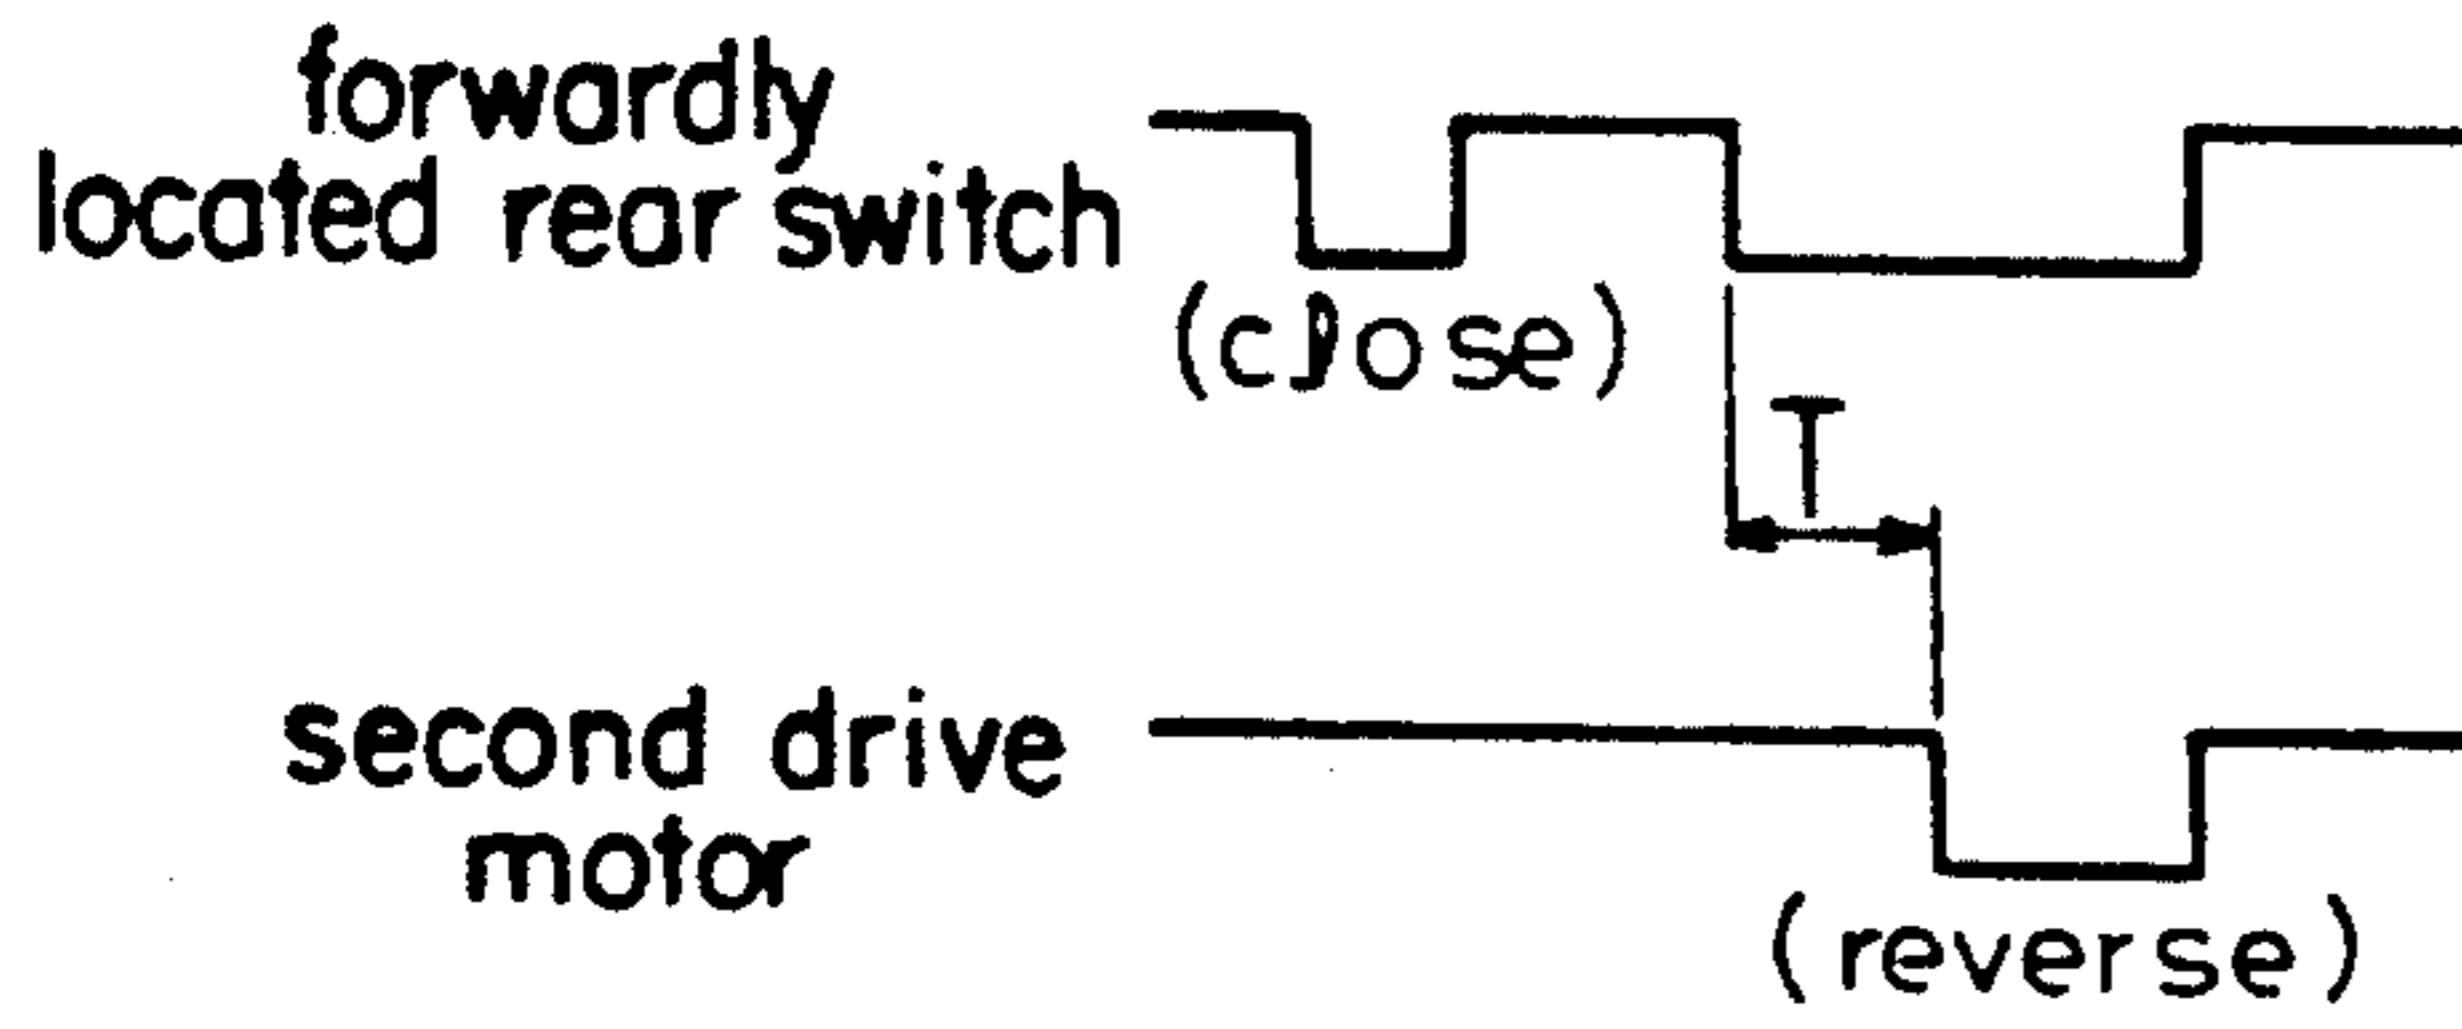 forwardly
located rear switch
(close)
T
second drive
motor
(reverse)